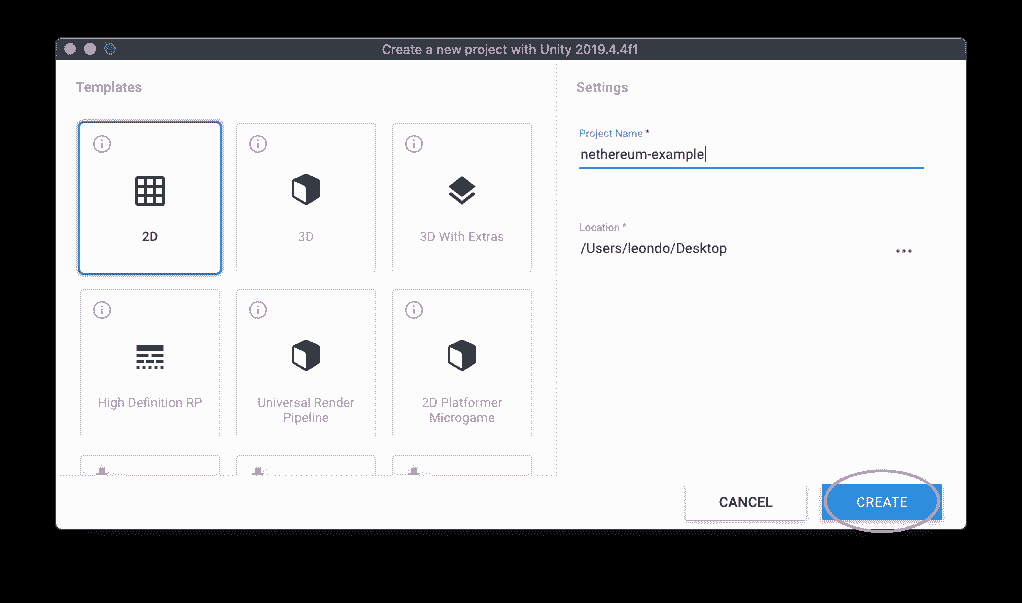 Create a new project with Unity 2019.4.4f1
Templates
Settings
2D
3D
3D With Extras
High Definition RP
Universal Render
Pipeline
2D Platformer
Microgame
Project Name *
nethereum-example
Location *
/Users/leondo/Desktop
...
CANCEL
CREATE